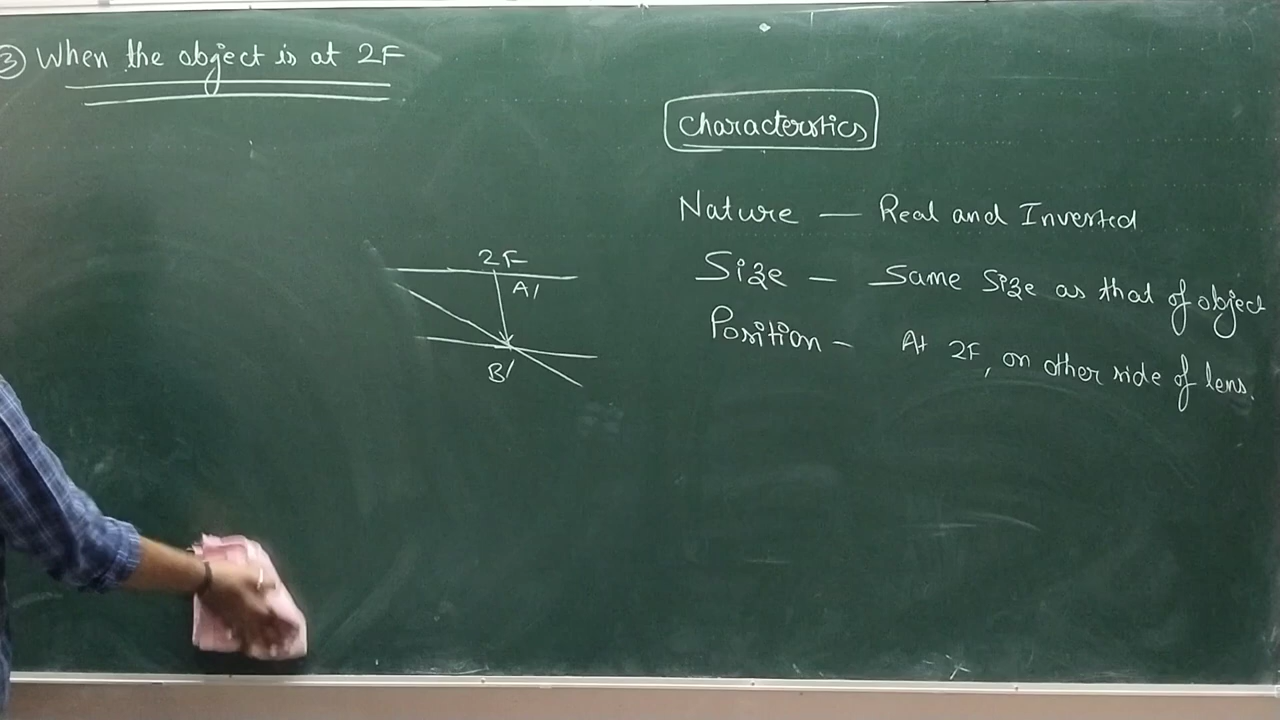 ③ When the object is at 2F
Characterstics
Nature — Real and Inverted
Size – Same Size as that of object
Position – At 2F, on other side of lens.
2F
A'
B'